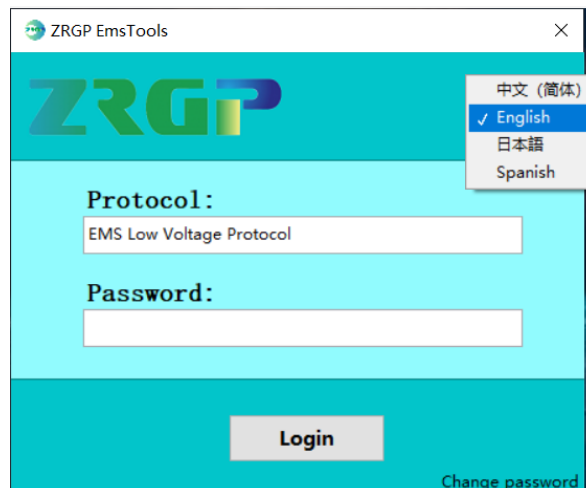 ZRGP EmsTools
ZRGP
中文 (简体)
✓ English
日本語
Spanish
Protocol:
EMS Low Voltage Protocol
Password:
Login
Change password